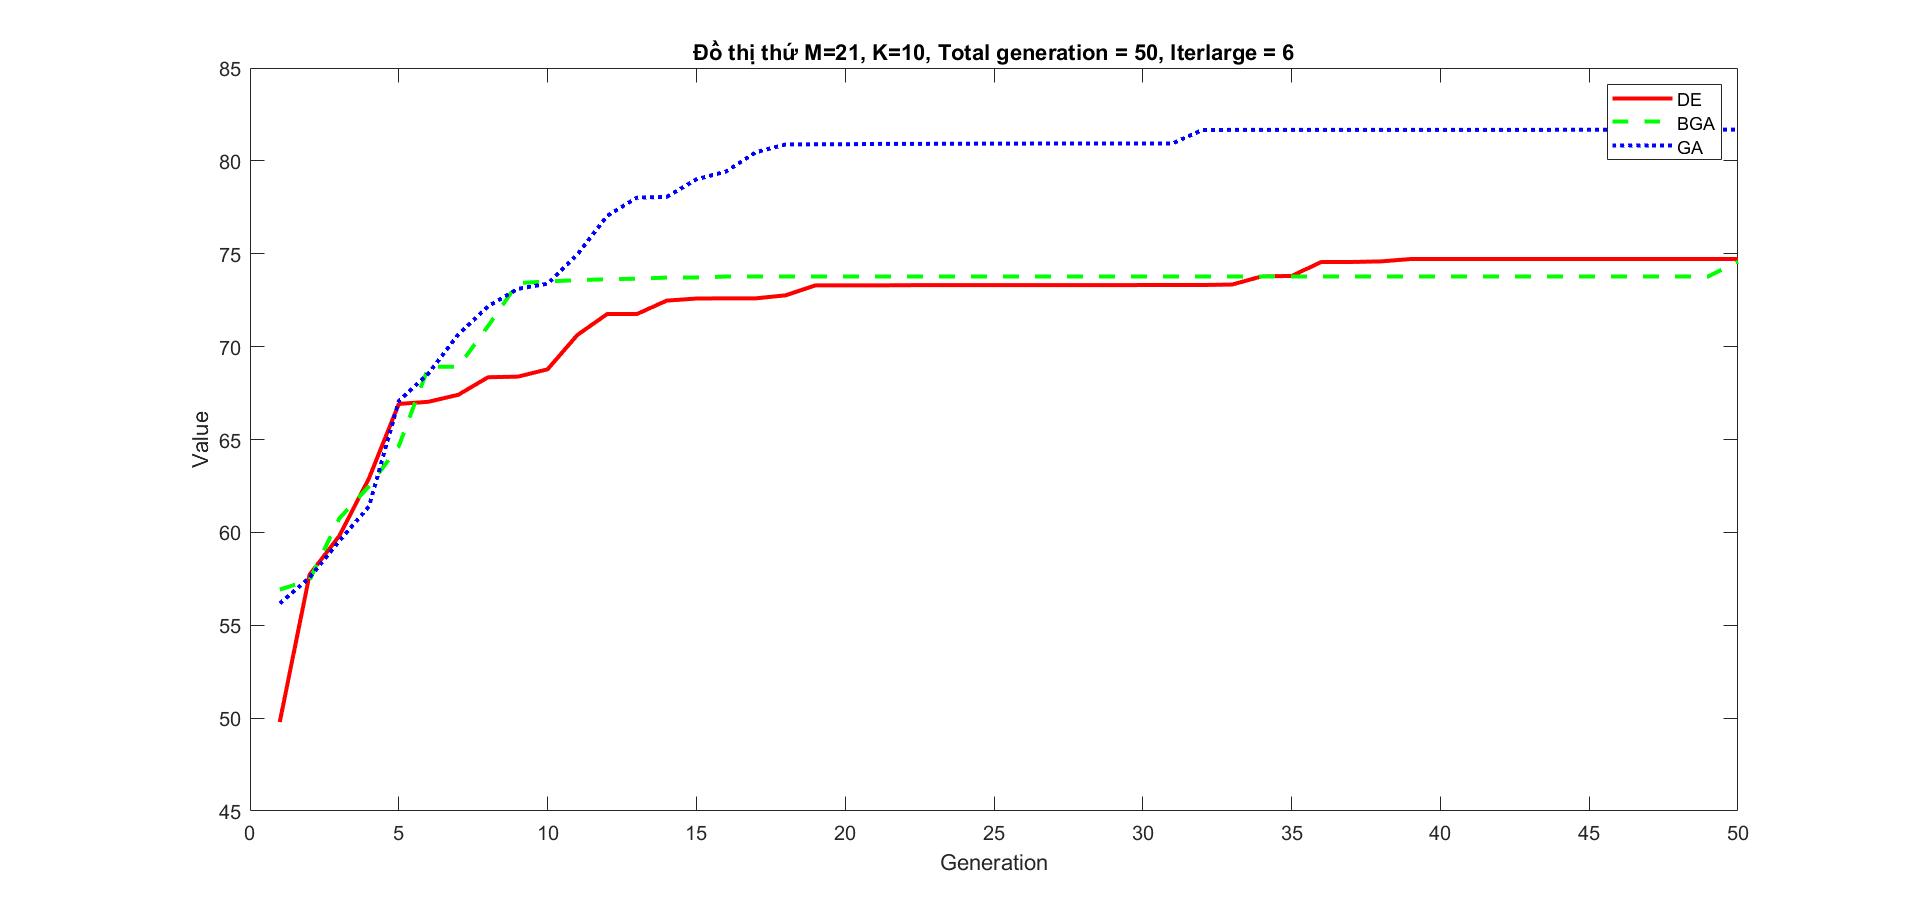 Đồ thị thứ M=21, K=10, Total generation = 50, Iterlarge = 6
85
80
75
70
65
60
55
50
45
Value
DE
BGA
GA
0 5 10 15 20 25 30 35 40 45 50
Generation